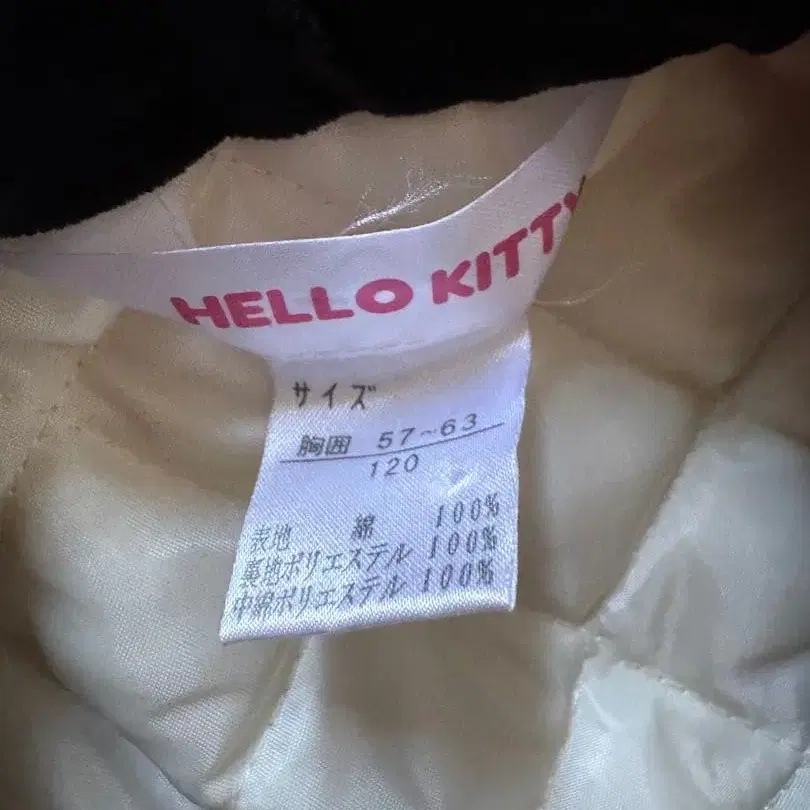 HELLO KITTY
サイズ
胸囲 57~63
120
表地 綿 100%
裏地ポリエステル 100%
中綿ポリエステル 100%